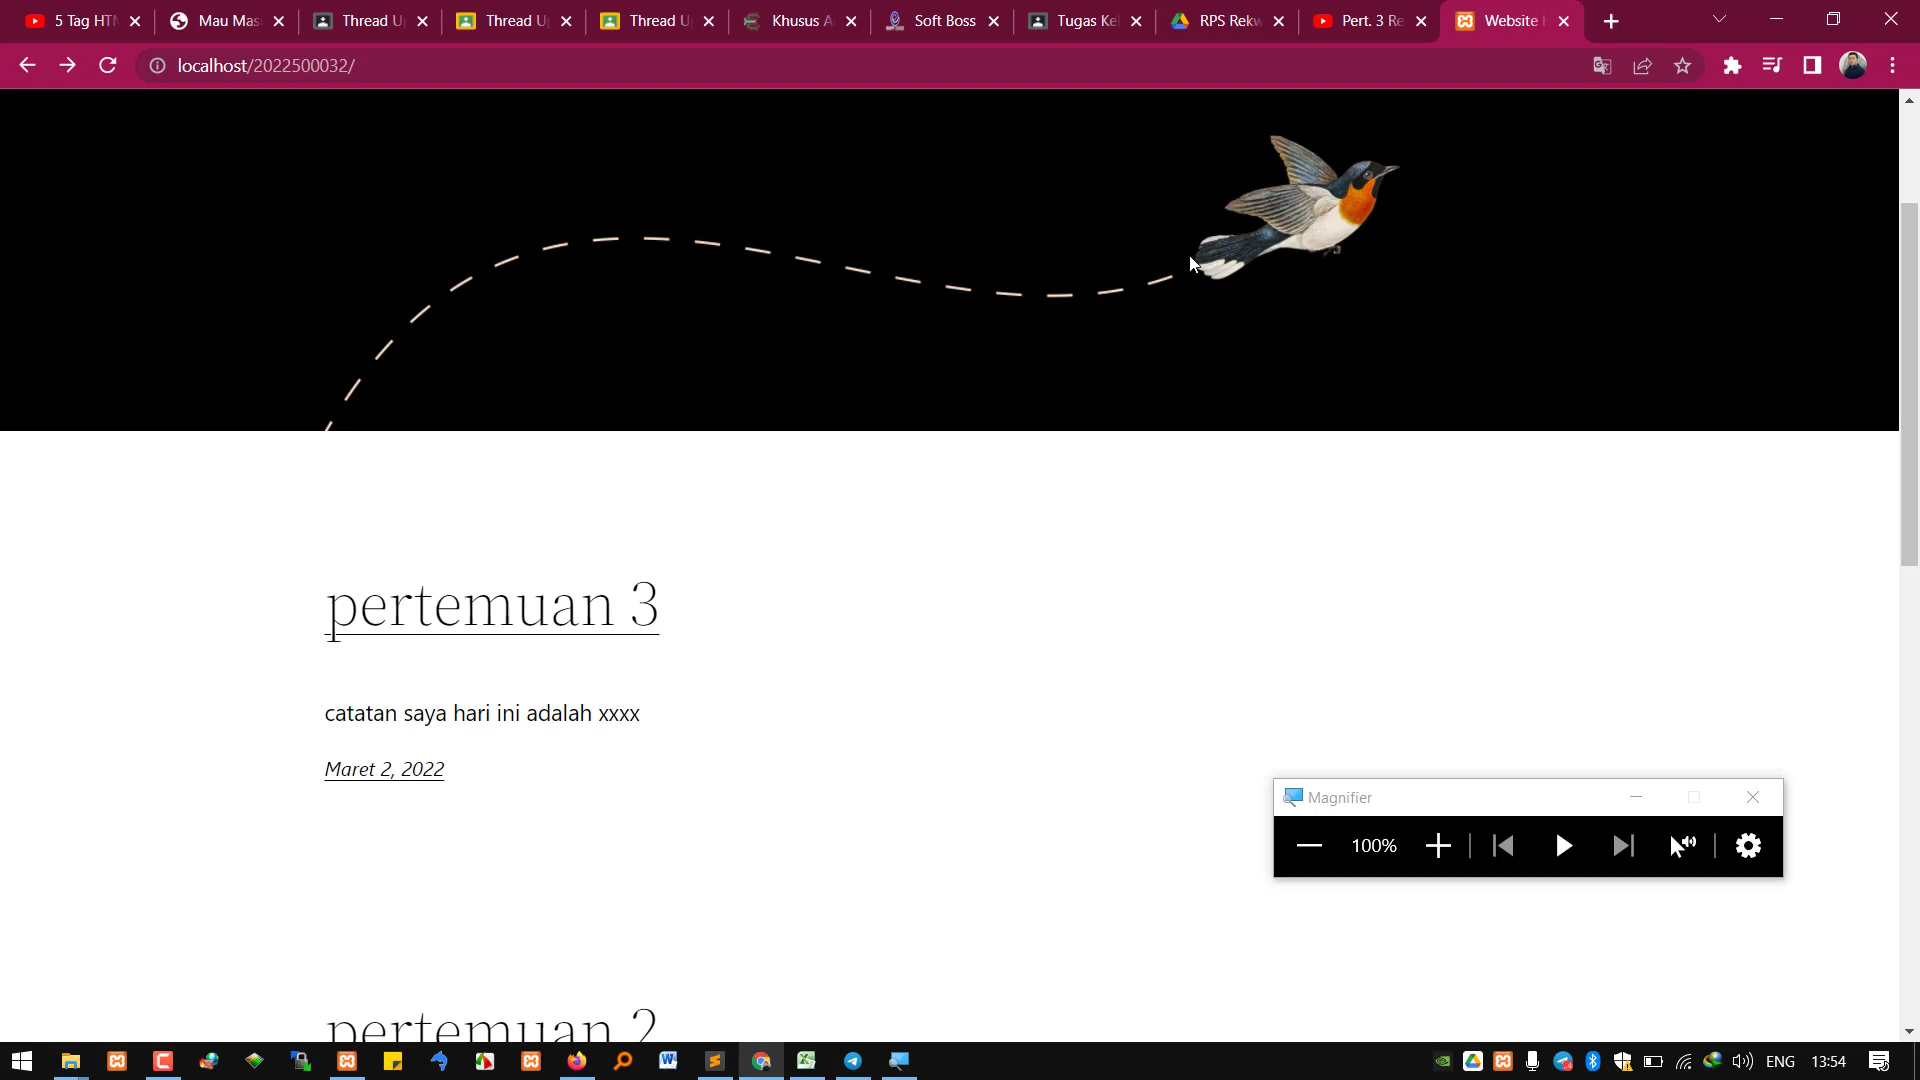 5 Tag HTM
Mau Mas
Thread U
Thread U
Thread U
Khusus A
Soft Boss
Tugas Ke
RPS Rekw
Pert. 3 Re
Website
localhost/2022500032/
pertemuan 3
catatan saya hari ini adalah xxxx
Maret 2, 2022
Magnifier
100%
pertemuan 2
ENG
13:54